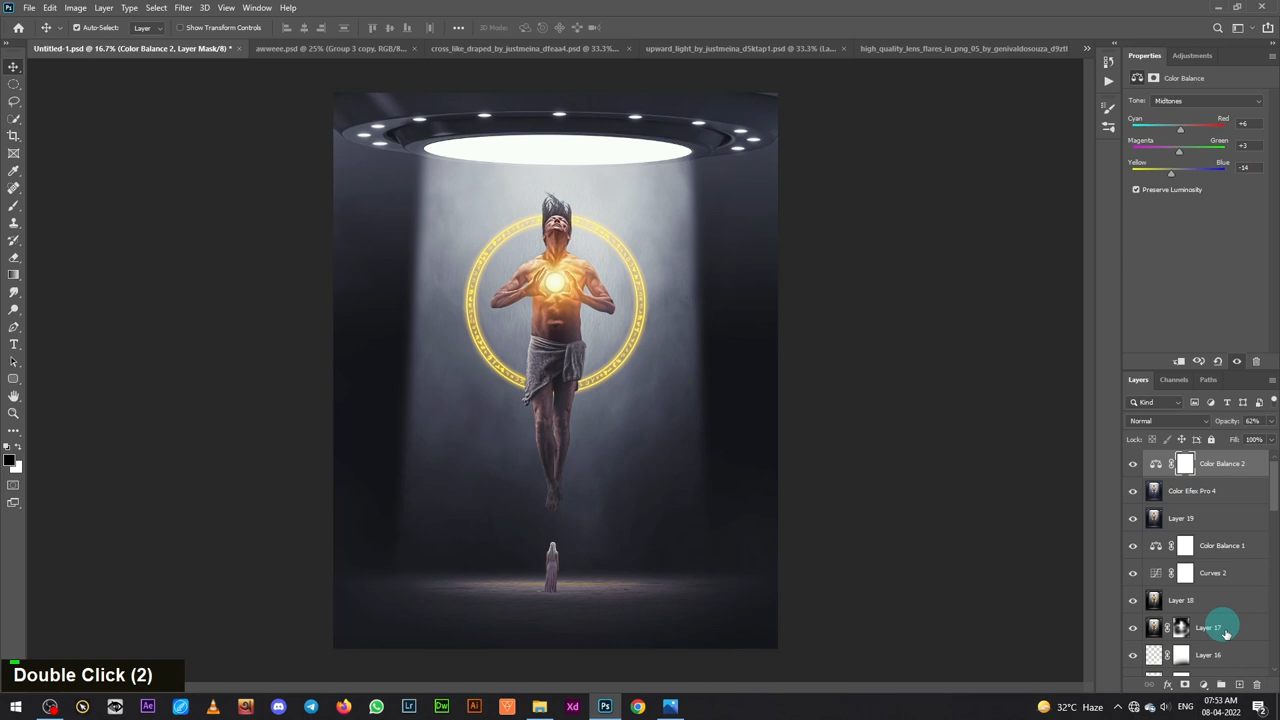 File Edit Image Layer Type Select Filter 3D View Window Help
Auto-Select: Layer Show Transform Controls 3D Mode:
Untitled-1.psd @ 16.7% (Color Balance 2, Layer Mask/8) * awweee.psd @ 25% (Group 3 copy, RGB/8... cross_like_draped_by_justmeina_dfeaa4.psd @ 33.3%... upward_light_by_justmeina_d5ktap1.psd @ 33.3% (La... high_quality_lens_flares_in_png_05_by_genivaldosouza_d9zth
Properties Adjustments
Color Balance
Tone: Midtones
Cyan Red +6
Magenta Green +3
Yellow Blue -14
Preserve Luminosity
Layers Channels Paths
Kind
Normal Opacity: 62%
Lock: Fill: 100%
Color Balance 2
Color Efex Pro 4
Layer 19
Color Balance 1
Curves 2
Layer 18
Layer 17
Layer 16
Double Click (2)
32°C Haze 07:53 AM
08-04-2022